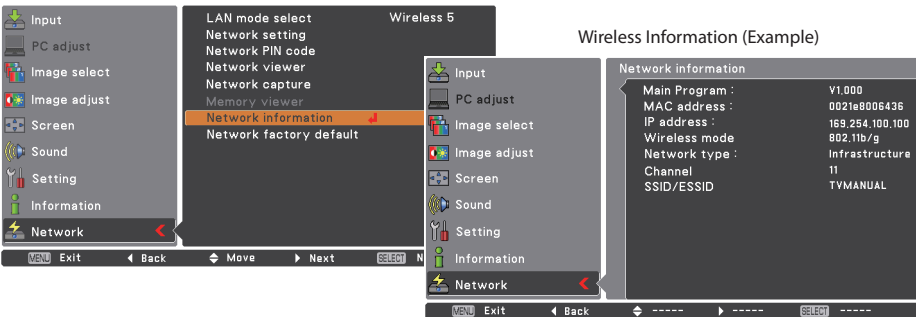 Input
PC adjust
Image select
Image adjust
Screen
Sound
Setting
Information
Network
LAN mode select Wireless 5
Network setting
Network PIN code
Network viewer
Network capture
Memory viewer
Network information
Network factory default
MENU Exit Back Move Next SELECT N
Wireless Information (Example)
Input
PC adjust
Image select
Image adjust
Screen
Sound
Setting
Information
Network
Network information
Main Program : V1.000
MAC address : 0021e8006436
IP address : 169.254.100.100
Wireless mode 802.11b/g
Network type : Infrastructure
Channel 11
SSID/ESSID TVMANUAL
MENU Exit Back ----- ----- SELECT -----